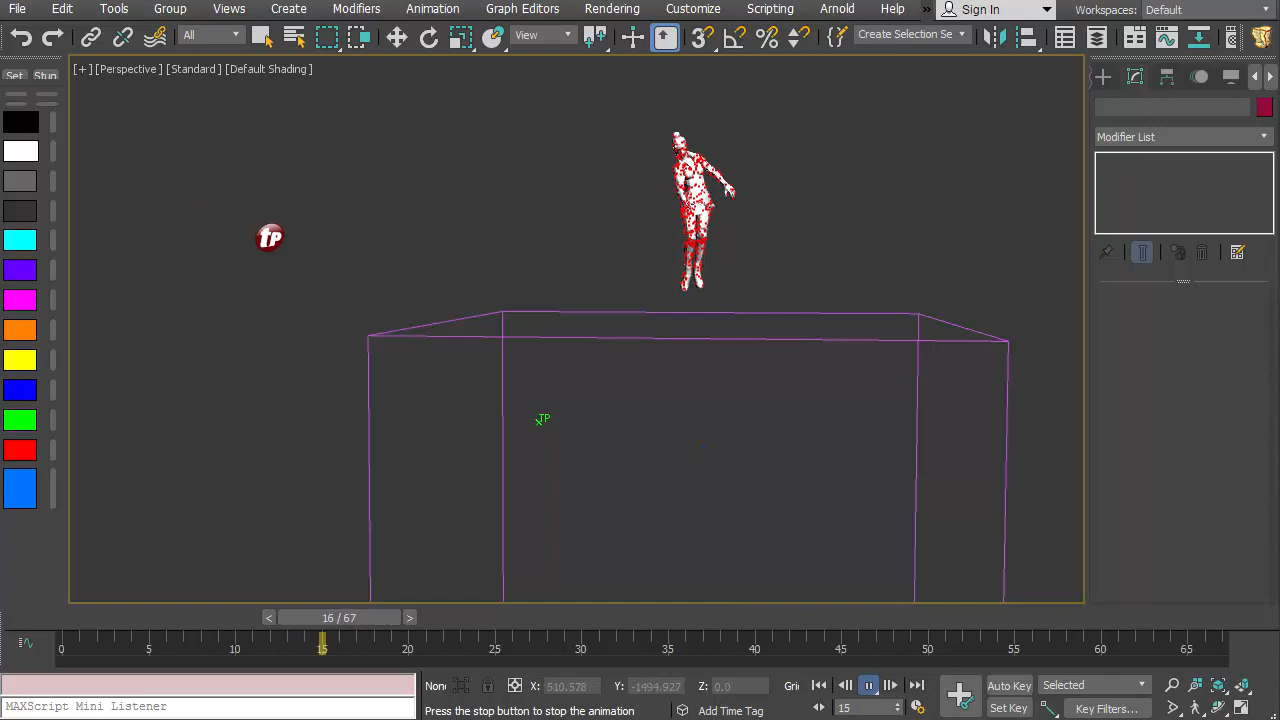 File Edit Tools Group Views Create Modifiers Animation Graph Editors Rendering Customize Scripting Arnold Help » Sign In Workspaces: Default
All View Create Selection Se
Set Stup
[+] [Perspective] [Standard] [Default Shading]
Modifier List
tP
TP
< 16 / 67 >
0 5 10 15 20 25 30 35 40 45 50 55 60 65
None X: 510.578 Y: -1494.927 Z: 0.0 Gri Auto Key Selected
MAXScript Mini Listener Press the stop button to stop the animation Add Time Tag 15 Set Key Key Filters...